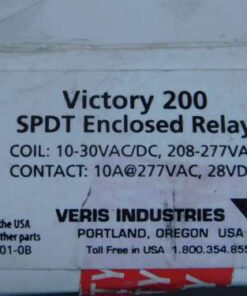 Victory 200
SPDT Enclosed Relay
COIL: 10-30VAC/DC, 208-277VA
CONTACT: 10A@277VAC, 28VD
the USA
ther parts
01-0B
VERIS INDUSTRIES
PORTLAND, OREGON USA
Toll Free in USA 1.800.354.855